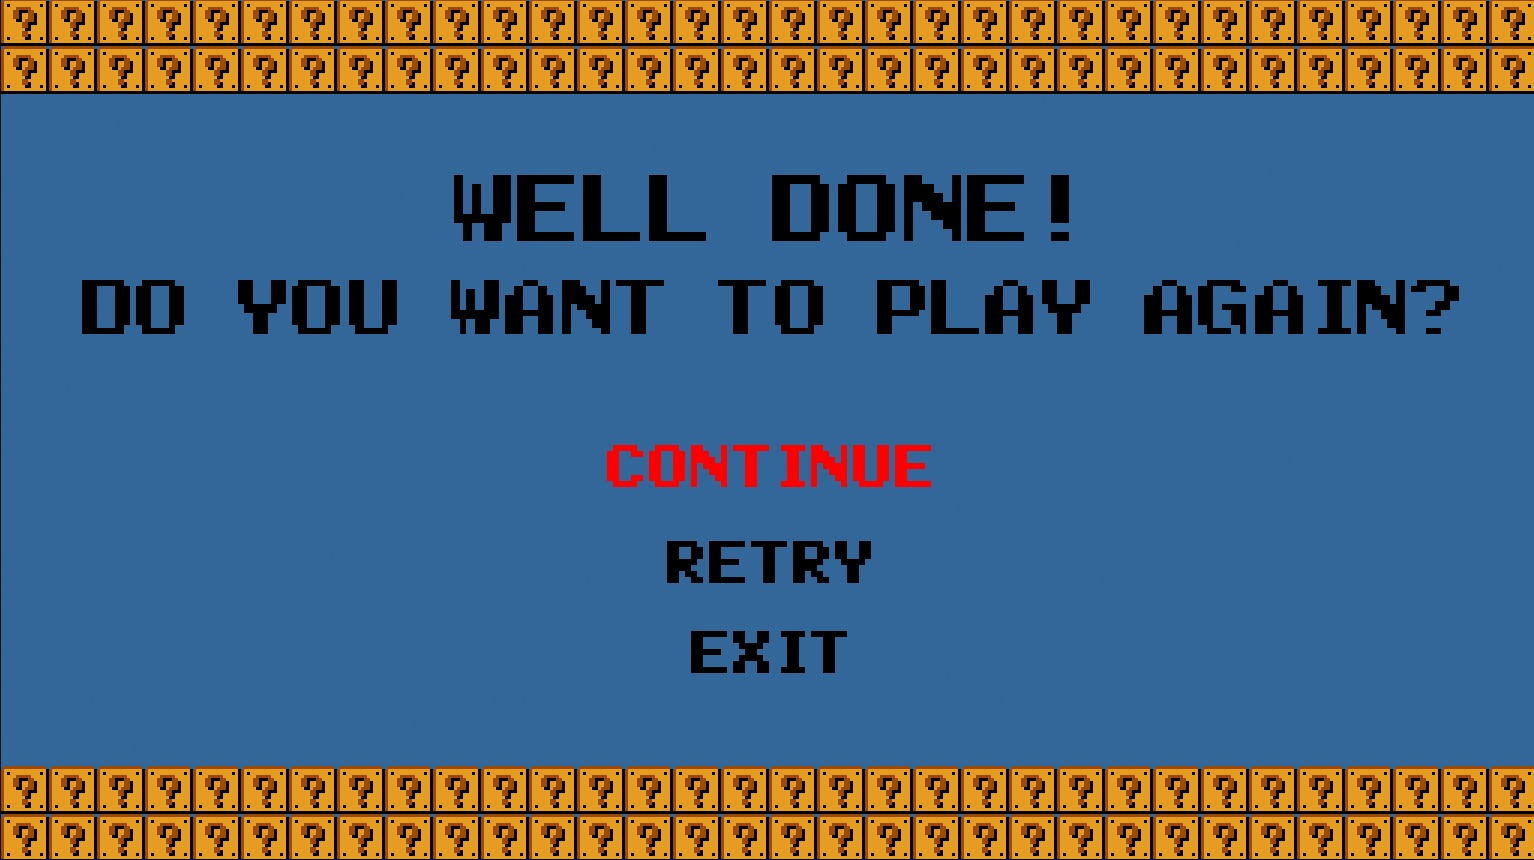 WELL DONE!
DO YOU WANT TO PLAY AGAIN?
CONTINUE
RETRY
EXIT